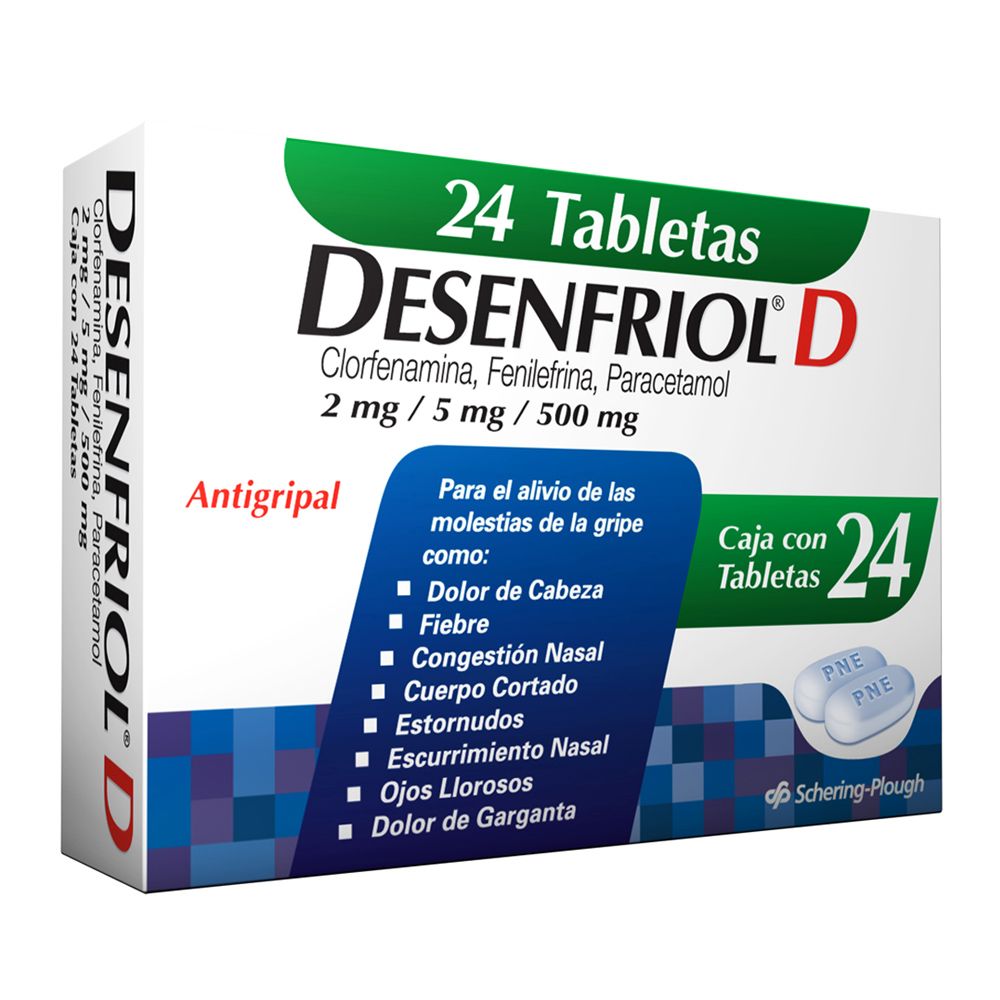 24 Tabletas
DESENFRIOL® D
Clorfenamina, Fenilefrina, Paracetamol
2 mg / 5 mg / 500 mg
Antigripal
Para el alivio de las
molestias de la gripe
como:
Dolor de Cabeza
Fiebre
Congestión Nasal
Cuerpo Cortado
Estornudos
Escurrimiento Nasal
Ojos Llorosos
Dolor de Garganta
Caja con
Tabletas 24
PNE
PNE
Schering-Plough
DESENFRIOL® D
Clorfenamina, Fenilefrina, Paracetamol
2 mg / 5 mg / 500 mg
Caja con 24 Tabletas